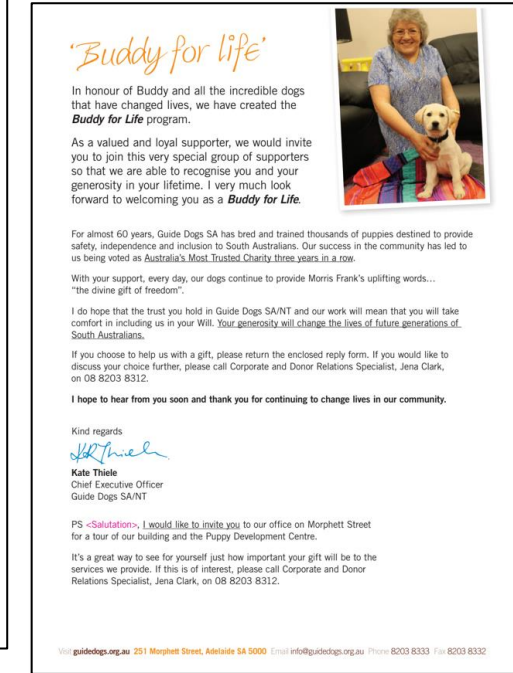 'Buddy for life'
In honour of Buddy and all the incredible dogs
that have changed lives, we have created the
Buddy for Life program.
As a valued and loyal supporter, we would invite
you to join this very special group of supporters
so that we are able to recognise you and your
generosity in your lifetime. I very much look
forward to welcoming you as a Buddy for Life.
For almost 60 years, Guide Dogs SA has bred and trained thousands of puppies destined to provide
safety, independence and inclusion to South Australians. Our success in the community has led to
us being voted as Australia's Most Trusted Charity three years in a row.
With your support, every day, our dogs continue to provide Morris Frank's uplifting words…
"the divine gift of freedom".
I do hope that the trust you hold in Guide Dogs SA/NT and our work will mean that you will take
comfort in including us in your Will. Your generosity will change the lives of future generations of
South Australians.
If you choose to help us with a gift, please return the enclosed reply form. If you would like to
discuss your choice further, please call Corporate and Donor Relations Specialist, Jena Clark,
on 08 8203 8312.
I hope to hear from you soon and thank you for continuing to change lives in our community.
Kind regards
KRThiele
Kate Thiele
Chief Executive Officer
Guide Dogs SA/NT
PS <Salutation>, I would like to invite you to our office on Morphett Street
for a tour of our building and the Puppy Development Centre.
It's a great way to see for yourself just how important your gift will be to the
services we provide. If this is of interest, please call Corporate and Donor
Relations Specialist, Jena Clark, on 08 8203 8312.
Visit guidedogs.org.au 251 Morphett Street, Adelaide SA 5000 Email info@guidedogs.org.au Phone 8203 8333 Fax 8203 8332